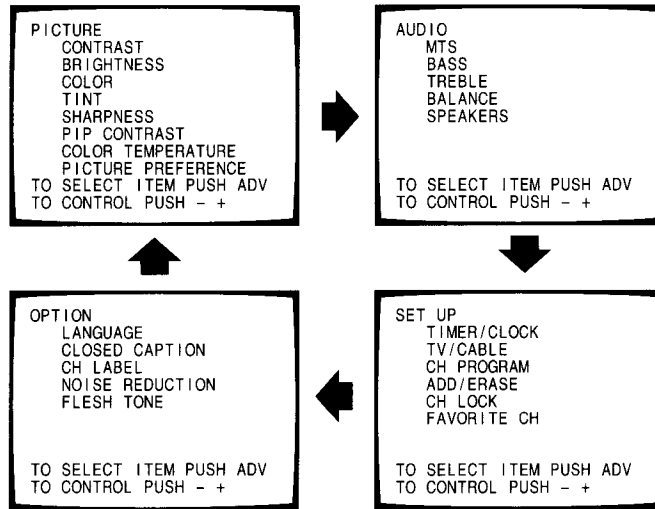 PICTURE
CONTRAST
BRIGHTNESS
COLOR
TINT
SHARPNESS
PIP CONTRAST
COLOR TEMPERATURE
PICTURE PREFERENCE
TO SELECT ITEM PUSH ADV
TO CONTROL PUSH - +
AUDIO
MTS
BASS
TREBLE
BALANCE
SPEAKERS
TO SELECT ITEM PUSH ADV
TO CONTROL PUSH - +
OPTION
LANGUAGE
CLOSED CAPTION
CH LABEL
NOISE REDUCTION
FLESH TONE
TO SELECT ITEM PUSH ADV
TO CONTROL PUSH - +
SET UP
TIMER/CLOCK
TV/CABLE
CH PROGRAM
ADD/ERASE
CH LOCK
FAVORITE CH
TO SELECT ITEM PUSH ADV
TO CONTROL PUSH - +